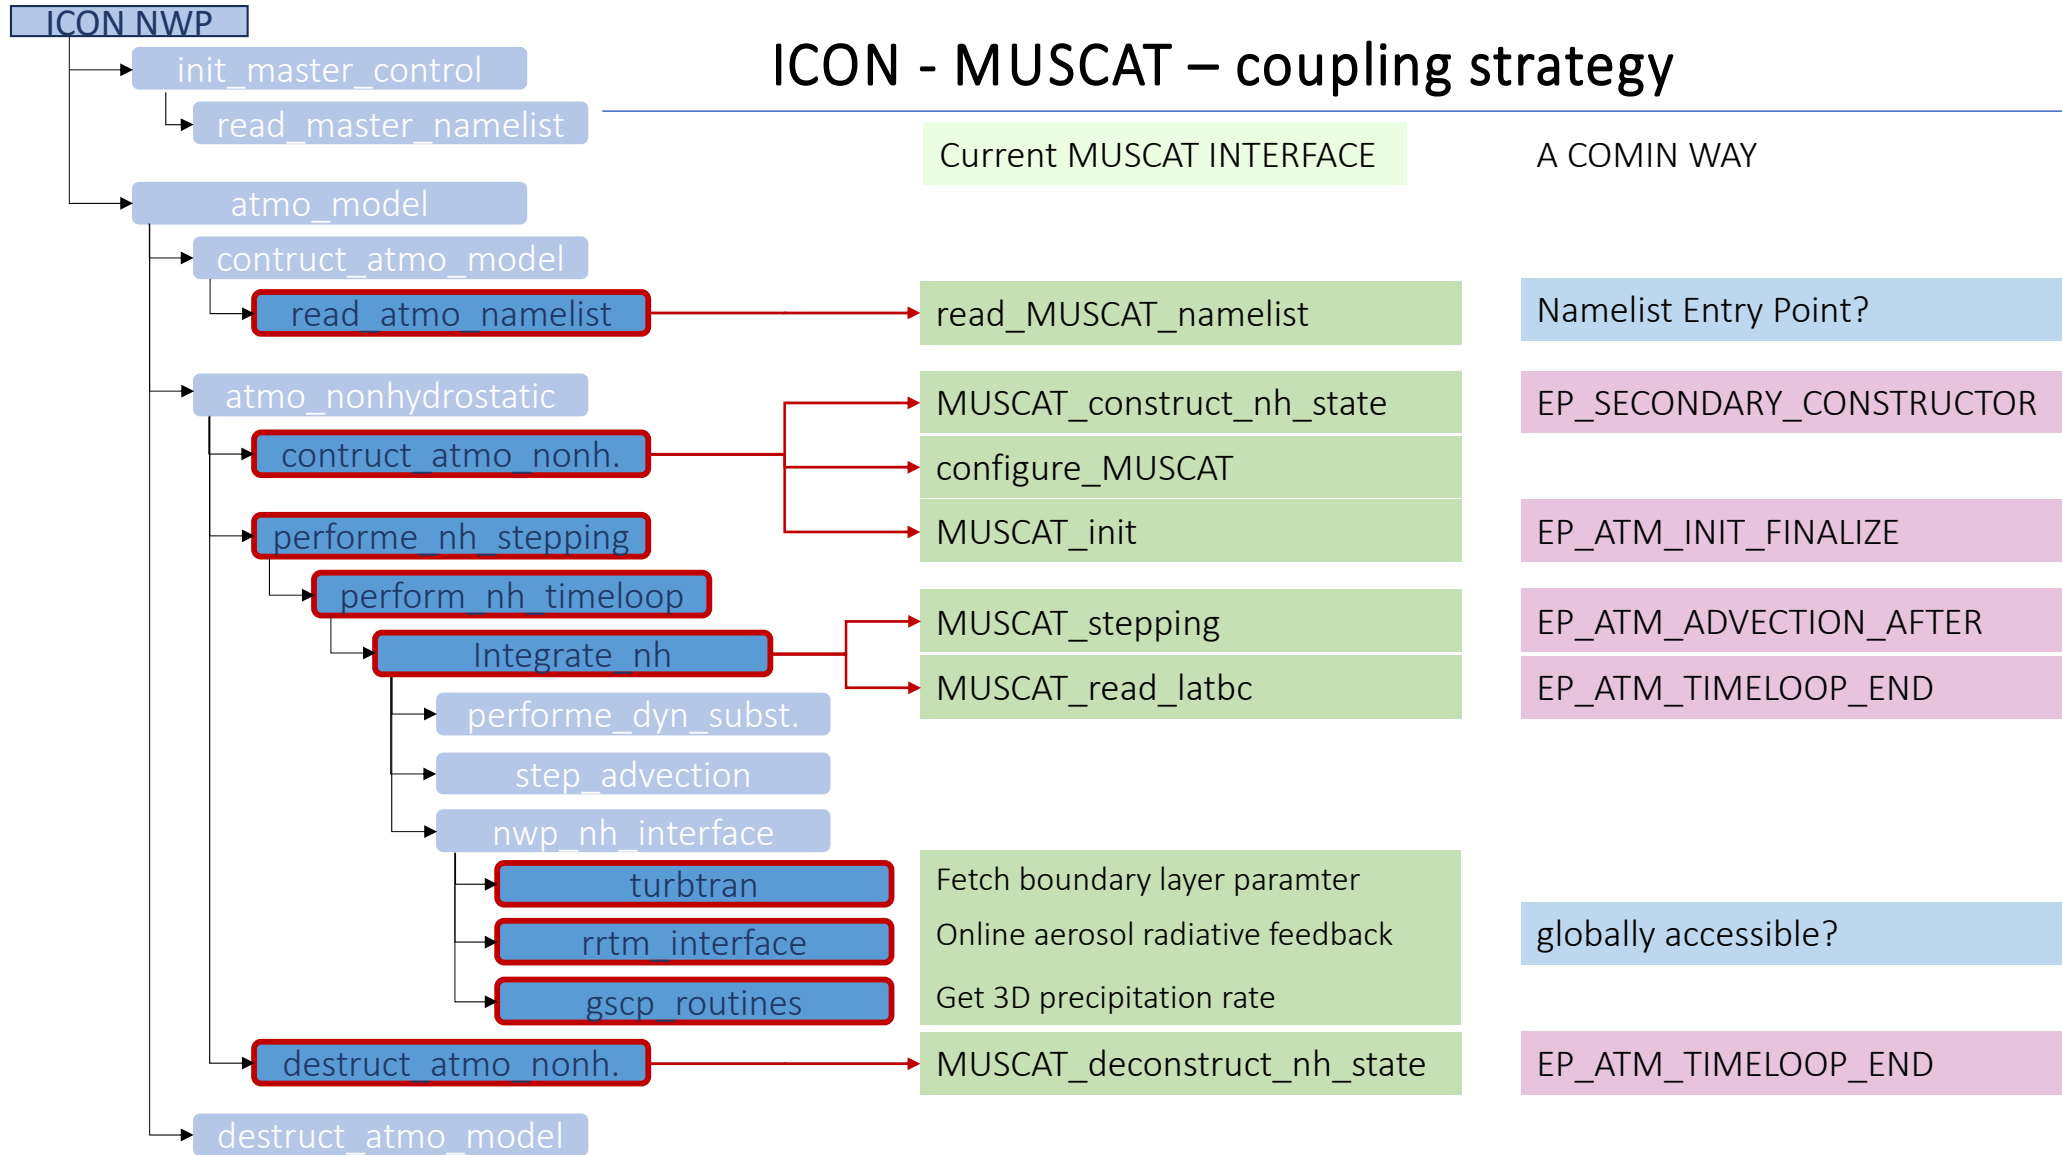 ICON NWP
ICON - MUSCAT – coupling strategy
init_master_control
read_master_namelist
Current MUSCAT INTERFACE
A COMIN WAY
atmo_model
contruct_atmo_model
read_atmo_namelist
read_MUSCAT_namelist
Namelist Entry Point?
atmo_nonhydrostatic
MUSCAT_construct_nh_state
EP_SECONDARY_CONSTRUCTOR
contruct_atmo_nonh.
configure_MUSCAT
performe_nh_stepping
MUSCAT_init
EP_ATM_INIT_FINALIZE
perform_nh_timeloop
MUSCAT_stepping
EP_ATM_ADVECTION_AFTER
Integrate_nh
MUSCAT_read_latbc
EP_ATM_TIMELOOP_END
performe_dyn_subst.
step_advection
nwp_nh_interface
turbtran
Fetch boundary layer paramter
rrtm_interface
Online aerosol radiative feedback
globally accessible?
gscp_routines
Get 3D precipitation rate
destruct_atmo_nonh.
MUSCAT_deconstruct_nh_state
EP_ATM_TIMELOOP_END
destruct_atmo_model